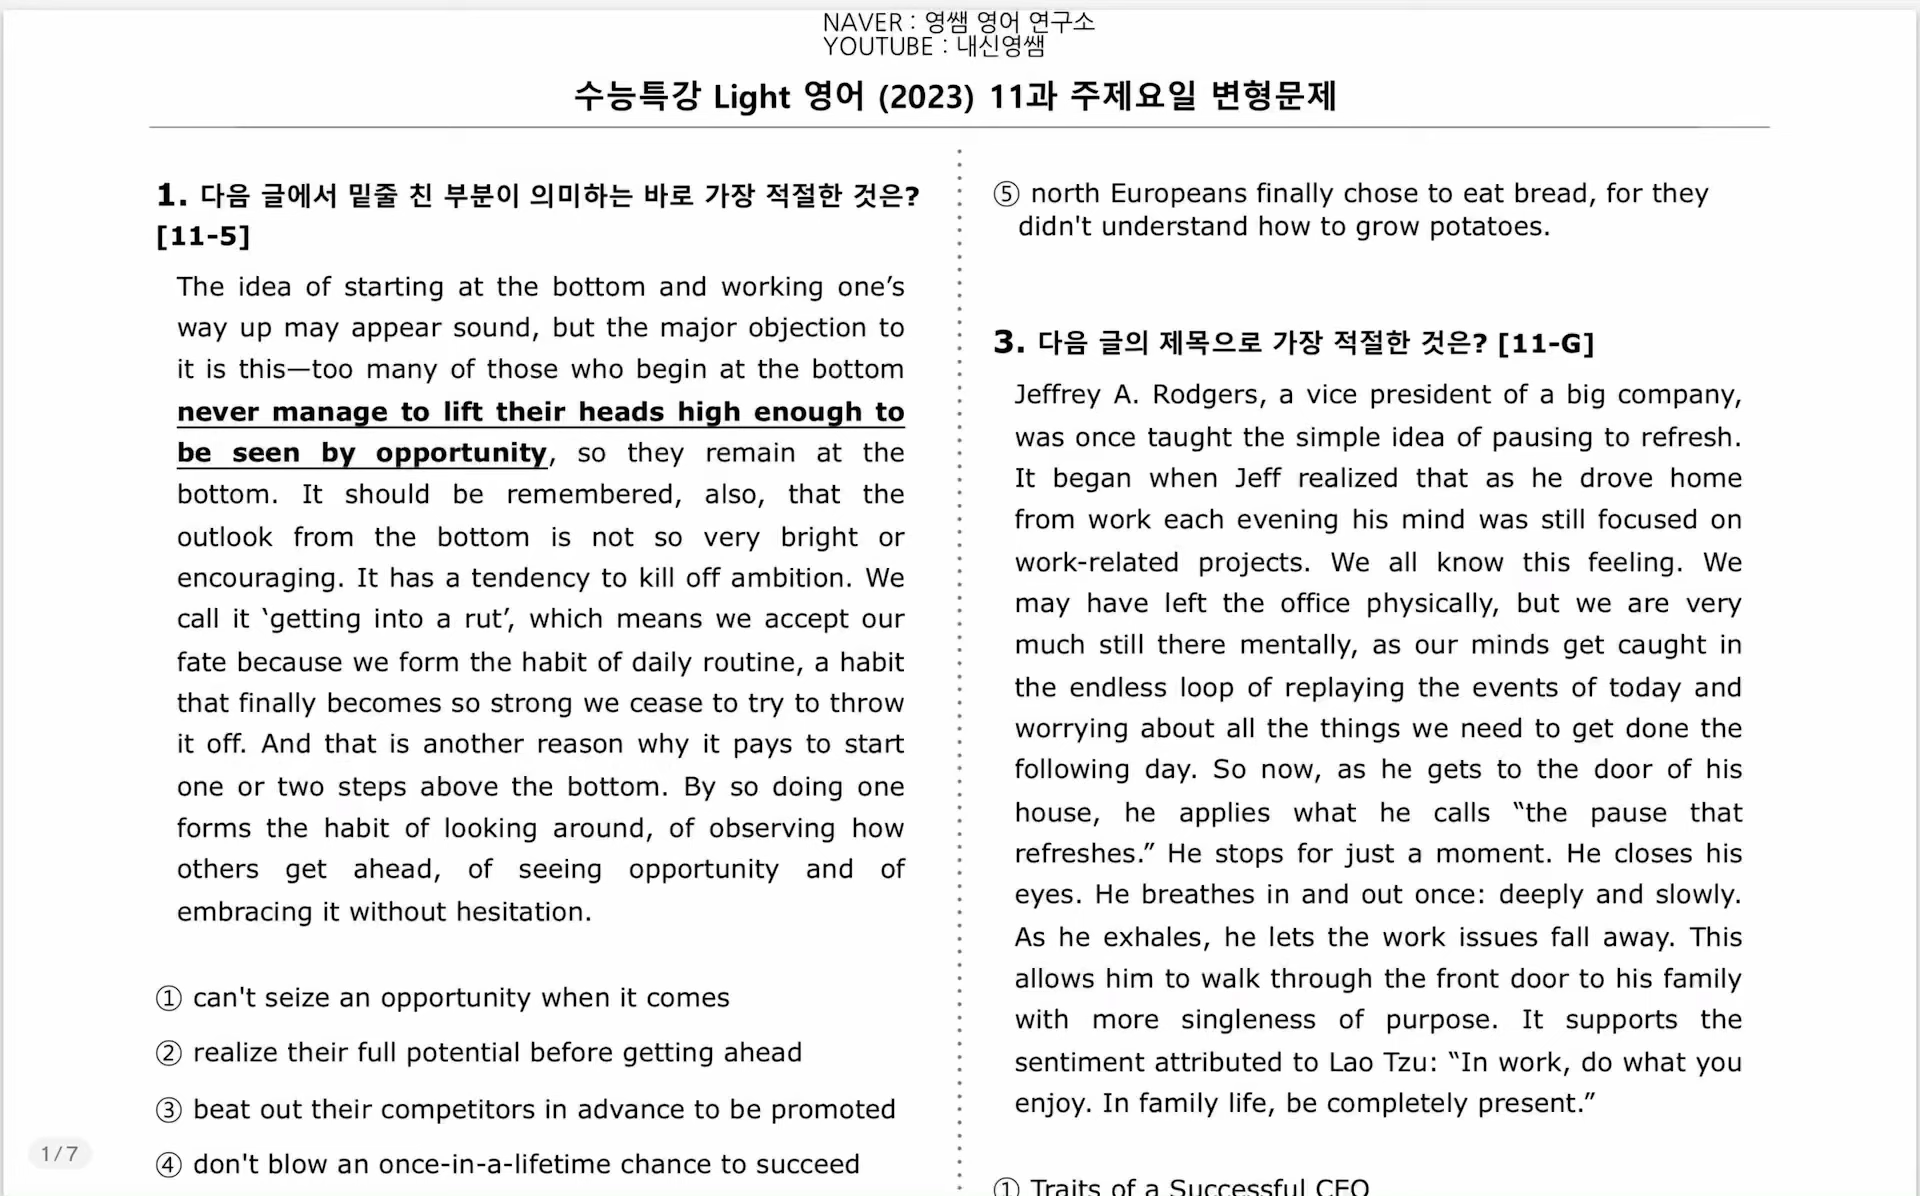 NAVER : 영쌤 영어 연구소
YOUTUBE : 내신영쌤
수능특강 Light 영어 (2023) 11과 주제요일 변형문제
1. 다음 글에서 밑줄 친 부분이 의미하는 바로 가장 적절한 것은?
[11-5]
The idea of starting at the bottom and working one’s
way up may appear sound, but the major objection to
it is this—too many of those who begin at the bottom
never manage to lift their heads high enough to
be seen by opportunity, so they remain at the
bottom. It should be remembered, also, that the
outlook from the bottom is not so very bright or
encouraging. It has a tendency to kill off ambition. We
call it ‘getting into a rut’, which means we accept our
fate because we form the habit of daily routine, a habit
that finally becomes so strong we cease to try to throw
it off. And that is another reason why it pays to start
one or two steps above the bottom. By so doing one
forms the habit of looking around, of observing how
others get ahead, of seeing opportunity and of
embracing it without hesitation.
① can't seize an opportunity when it comes
② realize their full potential before getting ahead
③ beat out their competitors in advance to be promoted
④ don't blow an once-in-a-lifetime chance to succeed
⑤ north Europeans finally chose to eat bread, for they
didn't understand how to grow potatoes.
3. 다음 글의 제목으로 가장 적절한 것은? [11-G]
Jeffrey A. Rodgers, a vice president of a big company,
was once taught the simple idea of pausing to refresh.
It began when Jeff realized that as he drove home
from work each evening his mind was still focused on
work-related projects. We all know this feeling. We
may have left the office physically, but we are very
much still there mentally, as our minds get caught in
the endless loop of replaying the events of today and
worrying about all the things we need to get done the
following day. So now, as he gets to the door of his
house, he applies what he calls “the pause that
refreshes.” He stops for just a moment. He closes his
eyes. He breathes in and out once: deeply and slowly.
As he exhales, he lets the work issues fall away. This
allows him to walk through the front door to his family
with more singleness of purpose. It supports the
sentiment attributed to Lao Tzu: “In work, do what you
enjoy. In family life, be completely present.”
① Traits of a Successful CEO
1/7